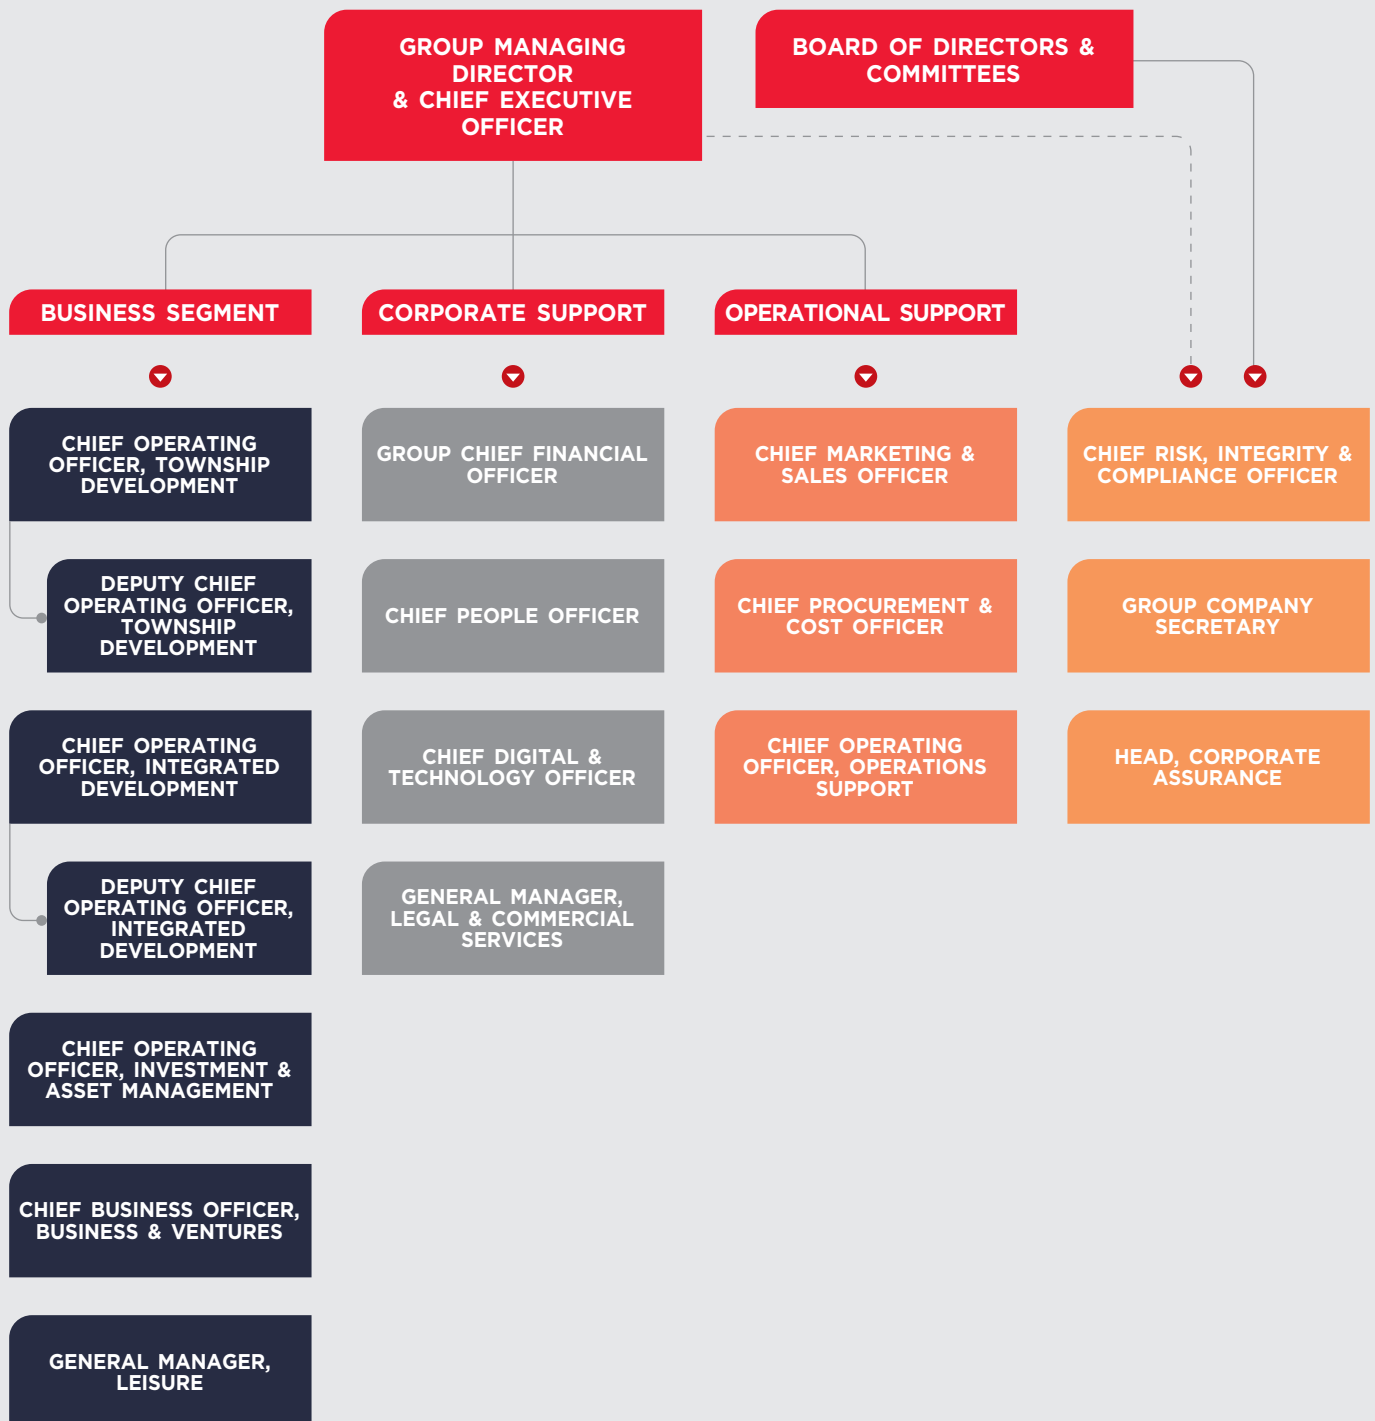 GROUP MANAGING
DIRECTOR
& CHIEF EXECUTIVE
OFFICER
BOARD OF DIRECTORS &
COMMITTEES
BUSINESS SEGMENT
CORPORATE SUPPORT
OPERATIONAL SUPPORT
CHIEF OPERATING
OFFICER, TOWNSHIP
DEVELOPMENT
DEPUTY CHIEF
OPERATING OFFICER,
TOWNSHIP
DEVELOPMENT
CHIEF OPERATING
OFFICER, INTEGRATED
DEVELOPMENT
DEPUTY CHIEF
OPERATING OFFICER,
INTEGRATED
DEVELOPMENT
CHIEF OPERATING
OFFICER, INVESTMENT &
ASSET MANAGEMENT
CHIEF BUSINESS OFFICER,
BUSINESS & VENTURES
GENERAL MANAGER,
LEISURE
GROUP CHIEF FINANCIAL
OFFICER
CHIEF PEOPLE OFFICER
CHIEF DIGITAL &
TECHNOLOGY OFFICER
GENERAL MANAGER,
LEGAL & COMMERCIAL
SERVICES
CHIEF MARKETING &
SALES OFFICER
CHIEF PROCUREMENT &
COST OFFICER
CHIEF OPERATING
OFFICER, OPERATIONS
SUPPORT
CHIEF RISK, INTEGRITY &
COMPLIANCE OFFICER
GROUP COMPANY
SECRETARY
HEAD, CORPORATE
ASSURANCE